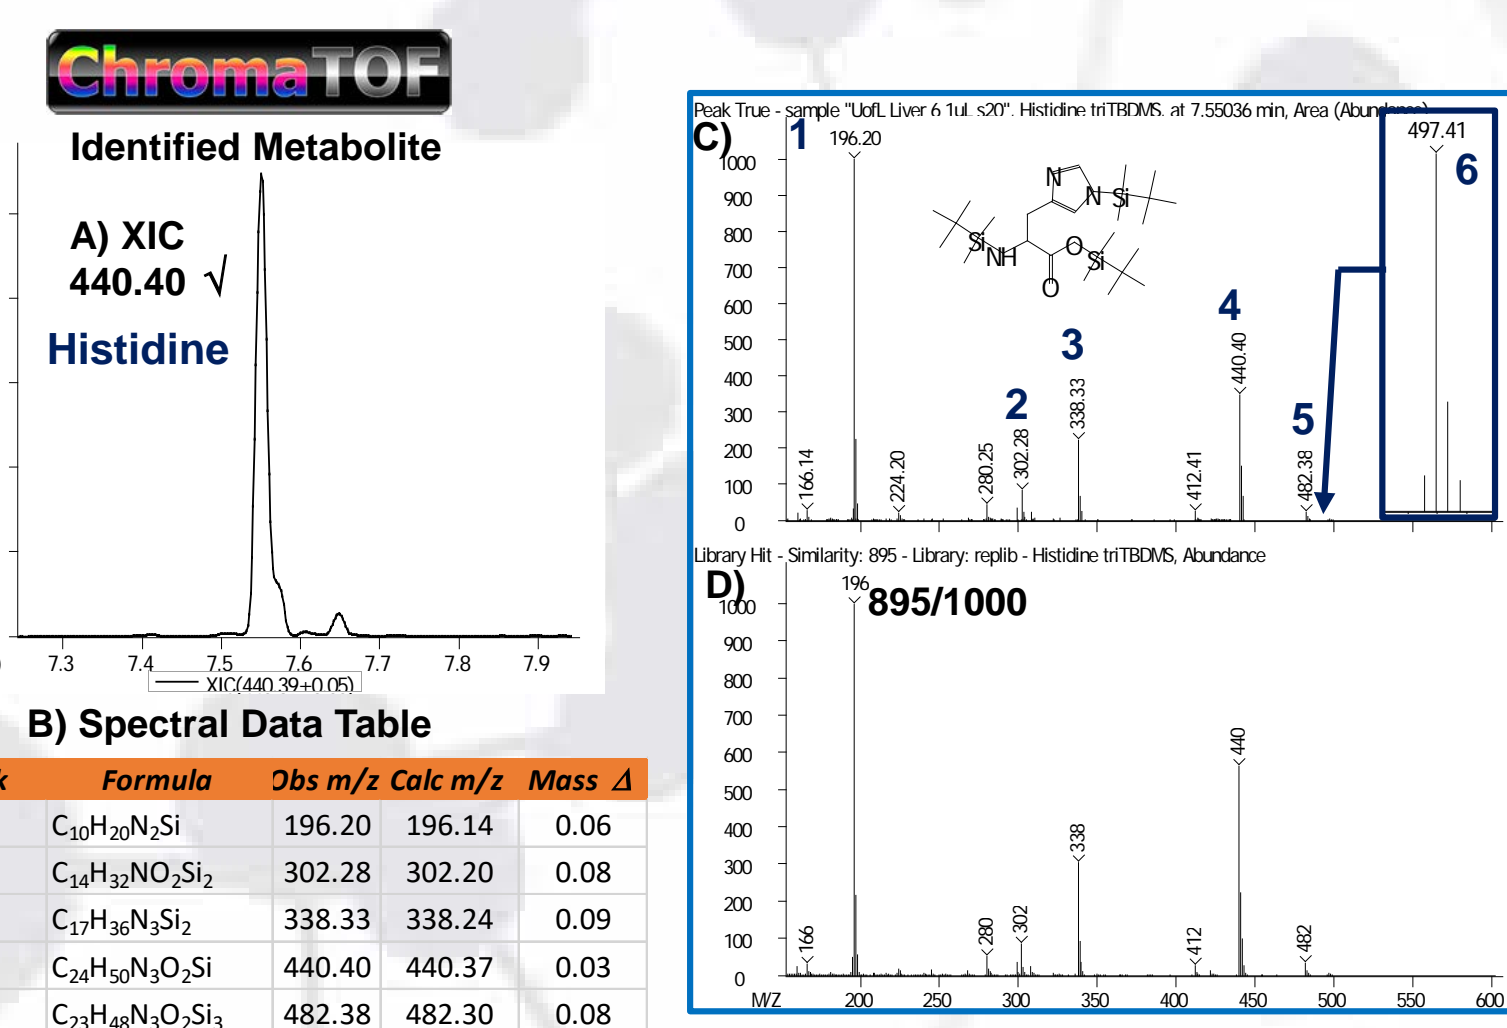 ChromaTOF
Identified Metabolite
A) XIC
440.40 √
Histidine
7.3 7.4 7.5 7.6 7.7 7.8 7.9
XIC(440.39±0.05)
B) Spectral Data Table
Formula Obs m/z Calc m/z Mass Δ
C₁₀H₂₀N₂Si 196.20 196.14 0.06
C₁₄H₃₂NO₂Si₂ 302.28 302.20 0.08
C₁₇H₃₆N₃Si₂ 338.33 338.24 0.09
C₂₄H₅₀N₃O₂Si 440.40 440.37 0.03
C₂₃H₄₈N₃O₂Si₃ 482.38 482.30 0.08
Peak True - sample "UofL Liver 6 1uL s20", Histidine triTBDMS, at 7.55036 min, Area (Abundance)
C)
1
196.20
497.41
6
1000
900
800
700
600
500
400
300
200
100
0
N
N Si
Si
NH
O
Si
O
4
3
2
5
166.14
224.20
280.25
302.28
338.33
412.41
440.40
482.38
Library Hit - Similarity: 895 - Library: replib - Histidine triTBDMS, Abundance
D)
196
895/1000
1000
900
800
700
600
500
400
300
200
100
0
166
280
302
338
412
440
482
M/Z 200 250 300 350 400 450 500 550 600